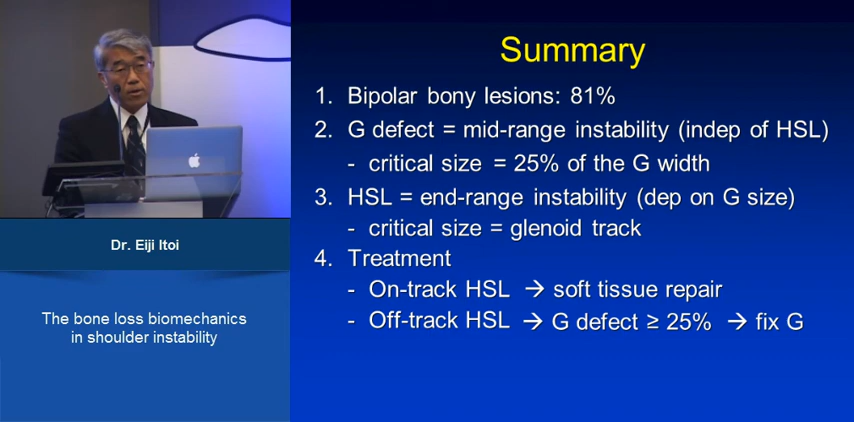 Summary
1. Bipolar bony lesions: 81%
2. G defect = mid-range instability (indep of HSL)
- critical size = 25% of the G width
3. HSL = end-range instability (dep on G size)
- critical size = glenoid track
4. Treatment
- On-track HSL → soft tissue repair
- Off-track HSL → G defect ≥ 25% → fix G
Dr. Eiji Itoi
The bone loss biomechanics
in shoulder instability